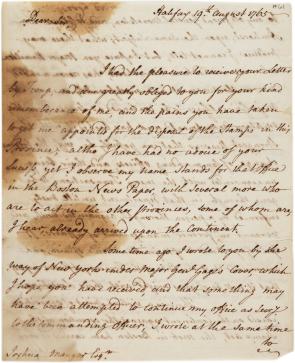 Halifax 19th August 1765
Dear Sir
I had the pleasure to receive your Letter
by and am greatly obliged to you for your kind
remembrance of me, and the pains you have taken
to get me appointed for the disposal of the Stamps in this
Province; altho I have had no advice of your
success yet I observe my name stands for that Office
in the Boston News Paper, with several more who
are to act in the other provinces, some of whom are,
I hear, already arrived upon the Continent.
Some time ago I wrote to you by the
way of New York under Major Genl. Gage's Cover which
I hope you have received and that something may
have been attempted to continue my office as Secry
to the Commanding Officer, I wrote at the same time
to
Joshua Mauger Esqr.